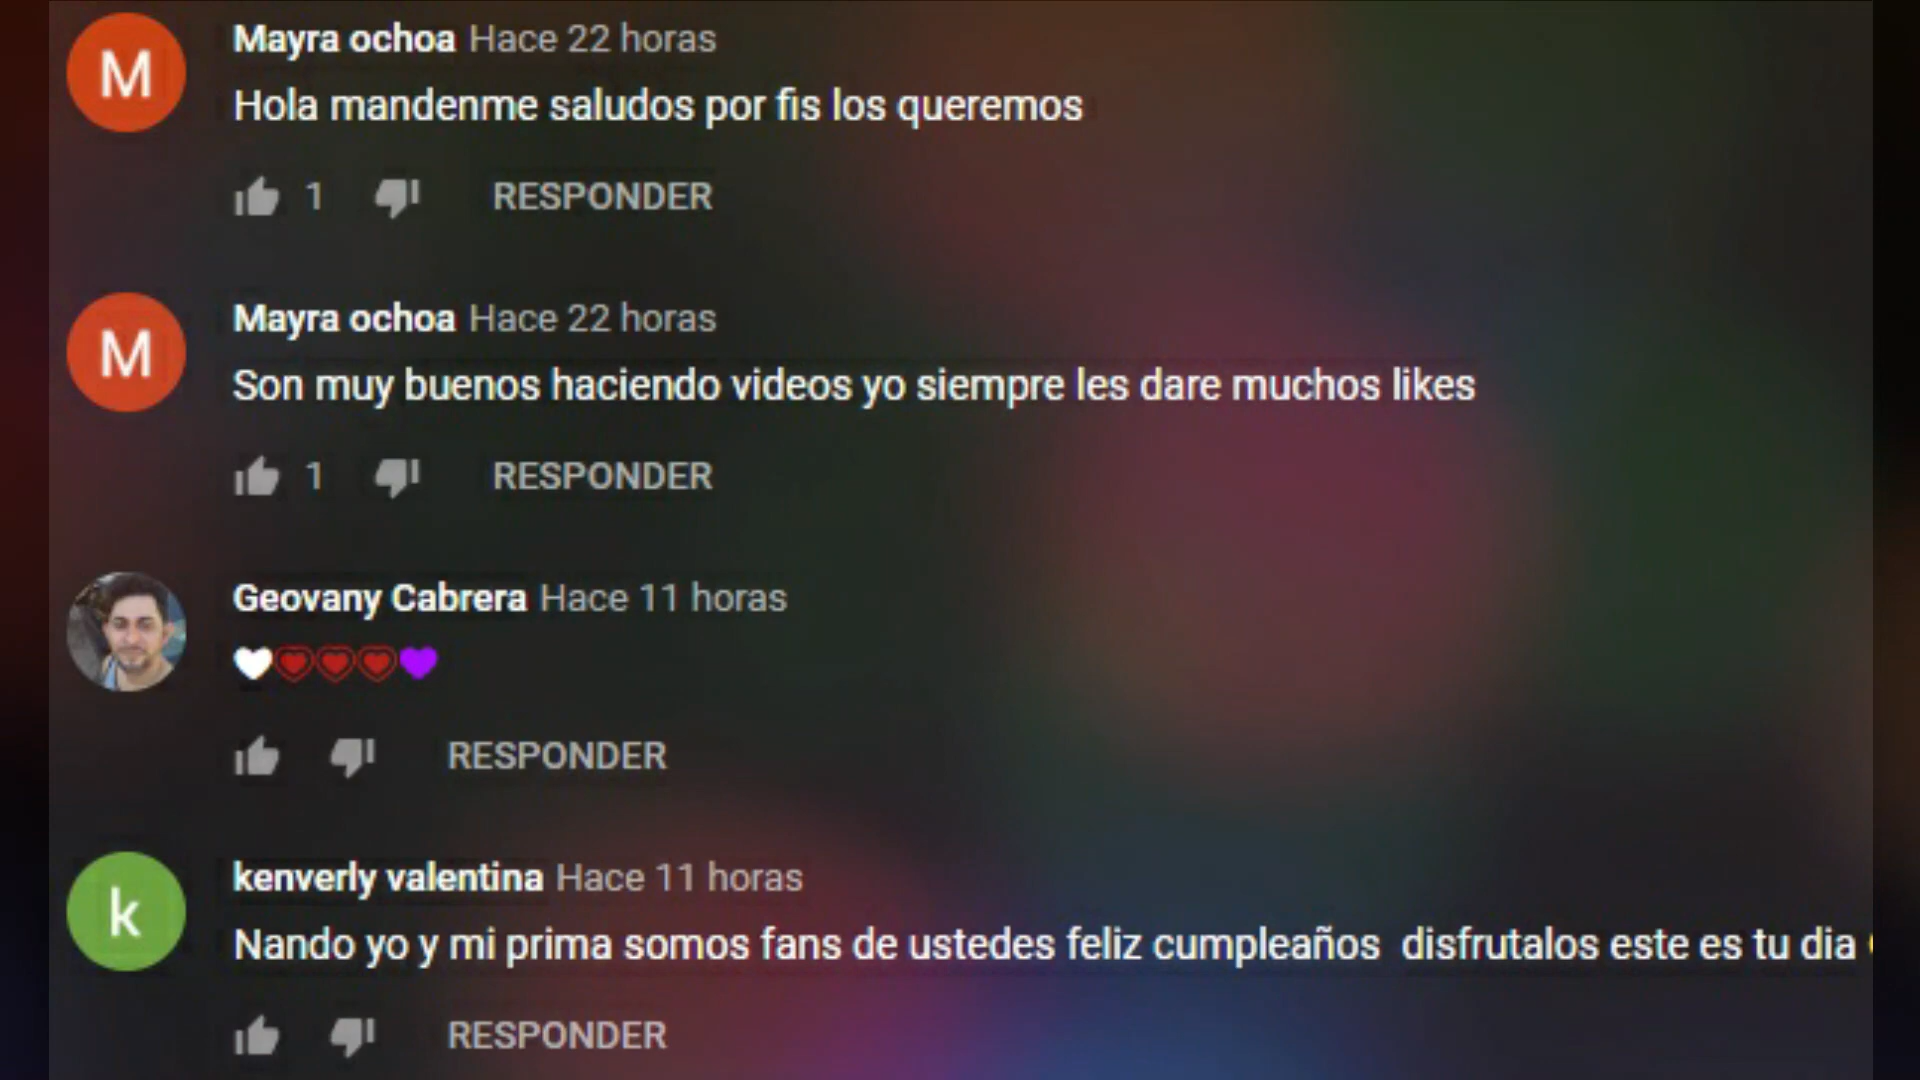 M
Mayra ochoa Hace 22 horas
Hola mandenme saludos por fis los queremos
1 RESPONDER
M
Mayra ochoa Hace 22 horas
Son muy buenos haciendo videos yo siempre les dare muchos likes
1 RESPONDER
Geovany Cabrera Hace 11 horas
RESPONDER
k
kenverly valentina Hace 11 horas
Nando yo y mi prima somos fans de ustedes feliz cumpleaños disfrutalos este es tu dia
RESPONDER